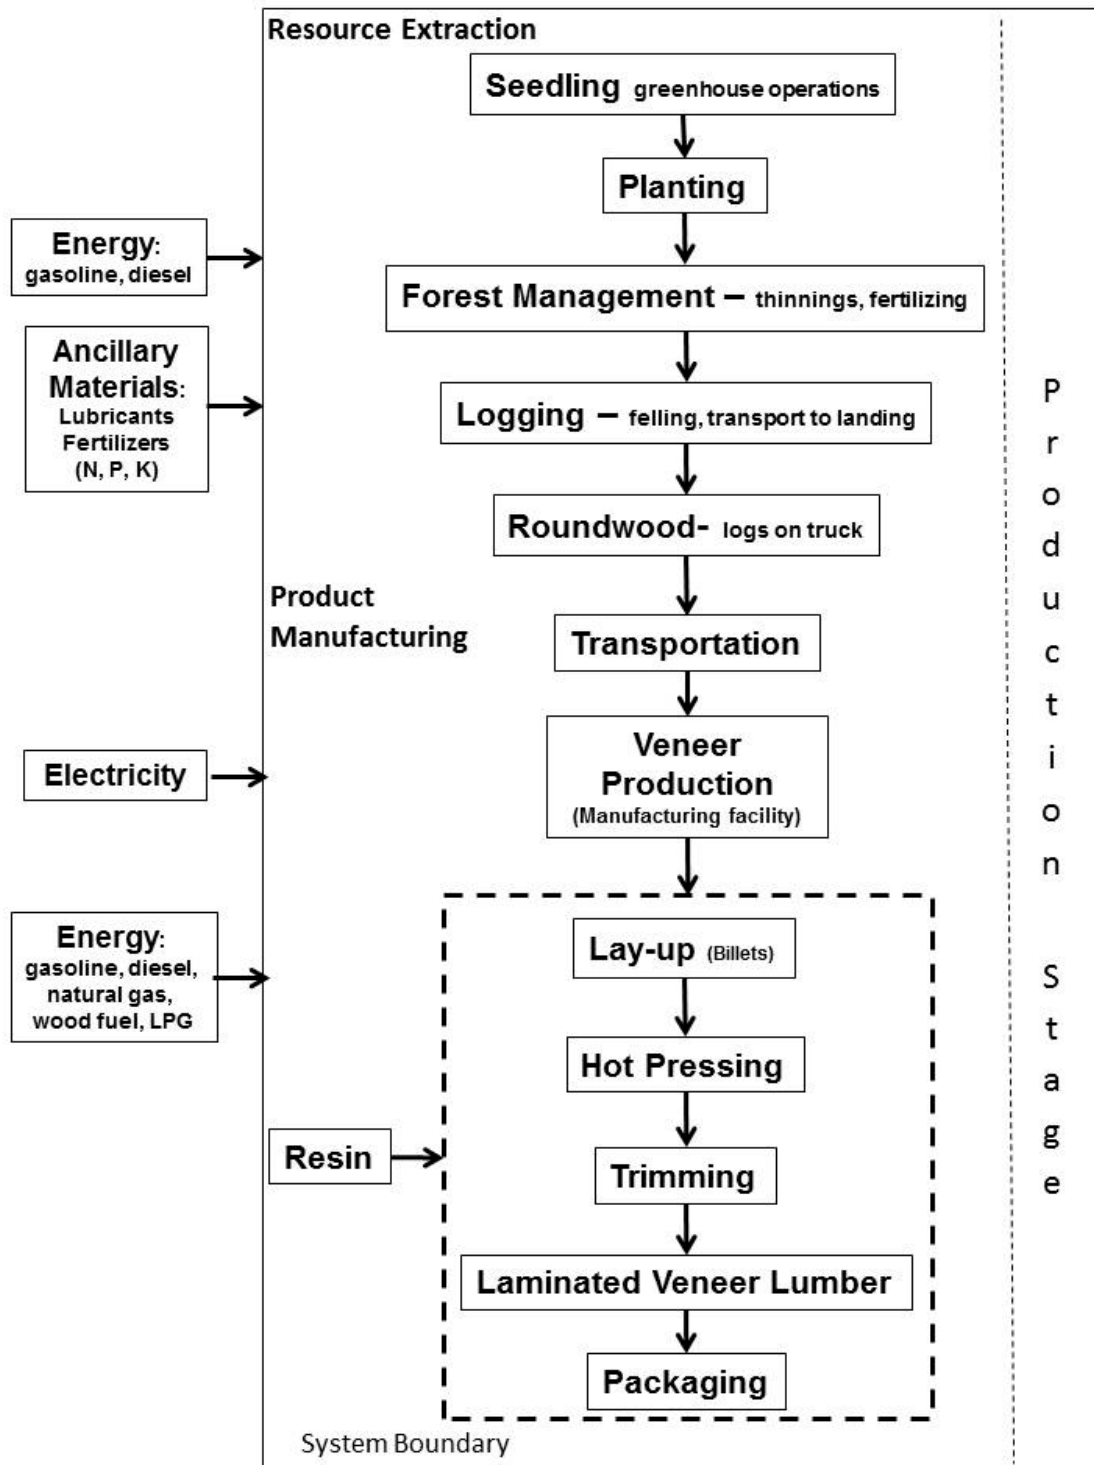 Resource Extraction
Seedling greenhouse operations
Planting
Energy:
gasoline, diesel
Forest Management – thinnings, fertilizing
Ancillary
Materials:
Lubricants
Fertilizers
(N, P, K)
Logging – felling, transport to landing
Roundwood- logs on truck
Product
Manufacturing
Transportation
Veneer
Production
(Manufacturing facility)
Electricity
Energy:
gasoline, diesel,
natural gas,
wood fuel, LPG
Lay-up (Billets)
Hot Pressing
Resin
Trimming
Laminated Veneer Lumber
Packaging
System Boundary
Production Stage